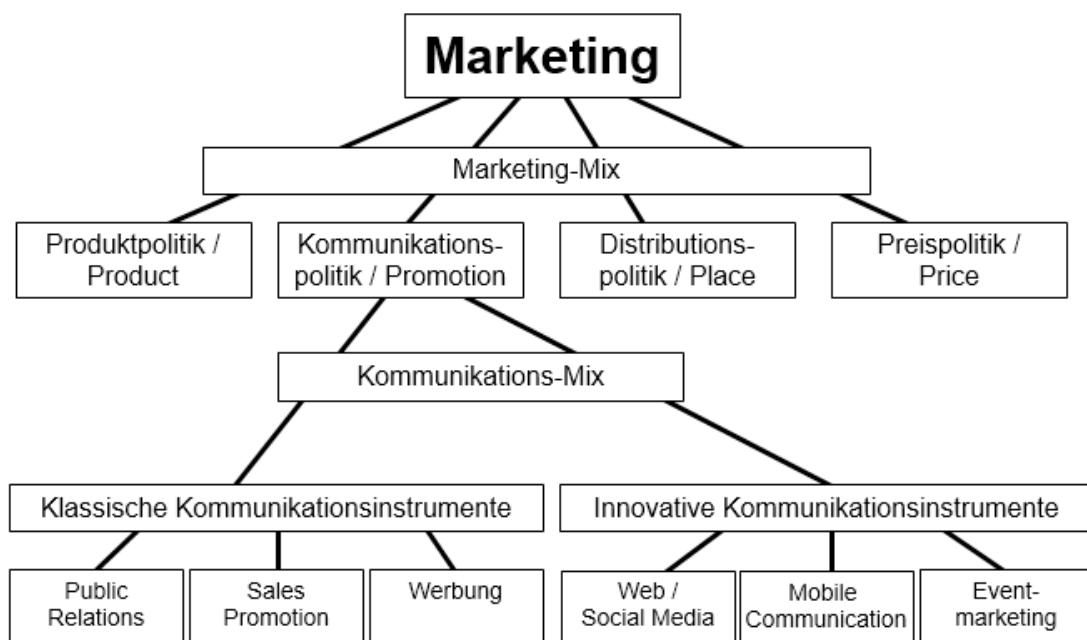 Marketing
Marketing-Mix
Produktpolitik /
Product
Kommunikations-
politik / Promotion
Distributions-
politik / Place
Preispolitik /
Price
Kommunikations-Mix
Klassische Kommunikationsinstrumente
Innovative Kommunikationsinstrumente
Public
Relations
Sales
Promotion
Werbung
Web /
Social Media
Mobile
Communication
Event-
marketing